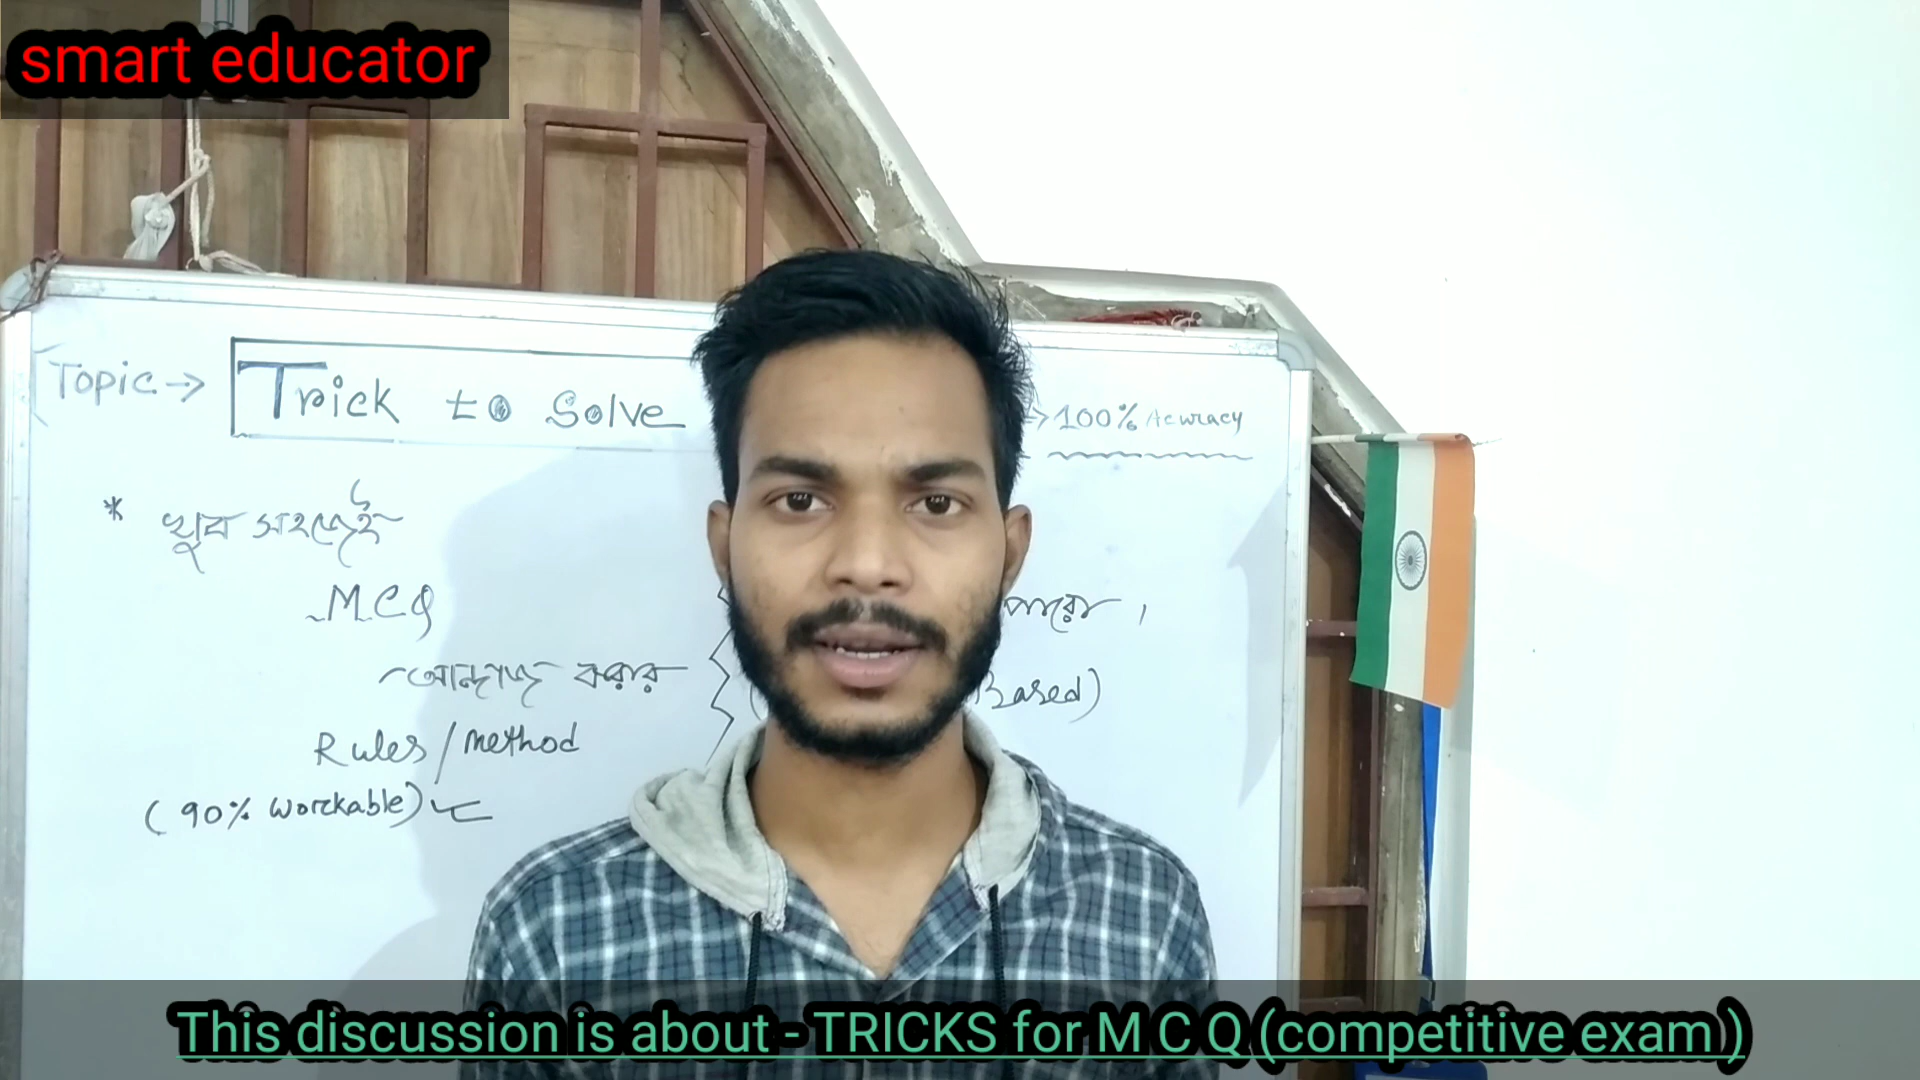 smart educator
Topic → Trick to Solve → 100% Accuracy
* খুব সহজেই
MCQ পারো ,
আন্দাজ করার Based)
Rules / method
(90% Workable)
This discussion is about - TRICKS for M C Q (competitive exam )